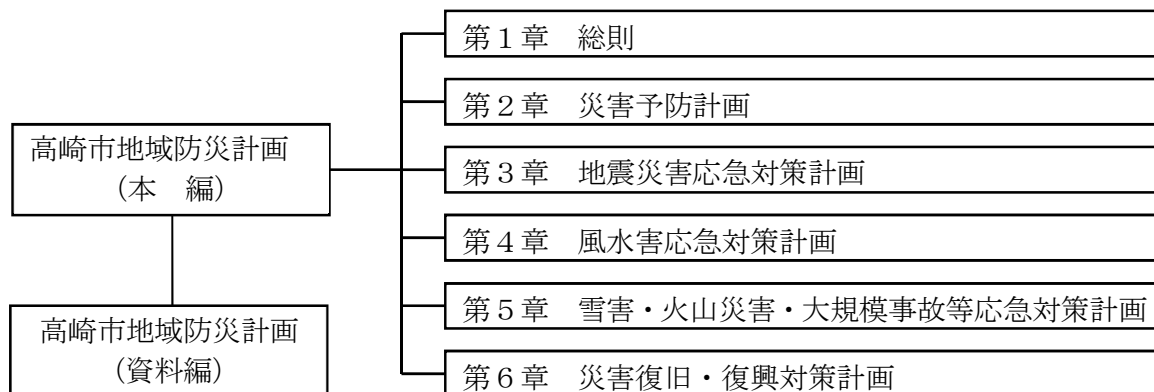 高崎市地域防災計画
(本　編)
高崎市地域防災計画
(資料編)
第１章　総則
第２章　災害予防計画
第３章　地震災害応急対策計画
第４章　風水害応急対策計画
第５章　雪害・火山災害・大規模事故等応急対策計画
第６章　災害復旧・復興対策計画